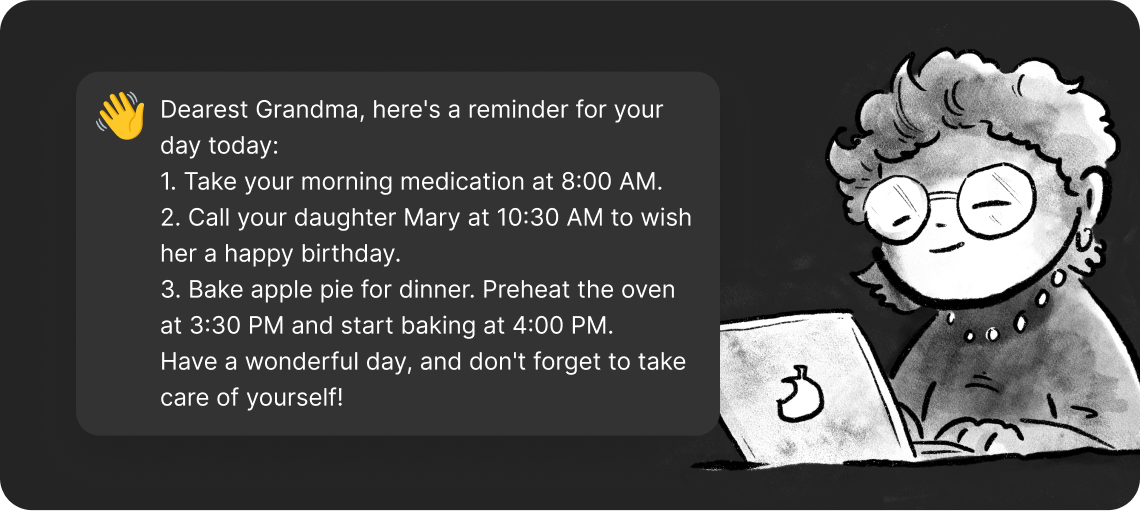 👋 Dearest Grandma, here's a reminder for your
day today:
1. Take your morning medication at 8:00 AM.
2. Call your daughter Mary at 10:30 AM to wish
her a happy birthday.
3. Bake apple pie for dinner. Preheat the oven
at 3:30 PM and start baking at 4:00 PM.
Have a wonderful day, and don't forget to take
care of yourself!